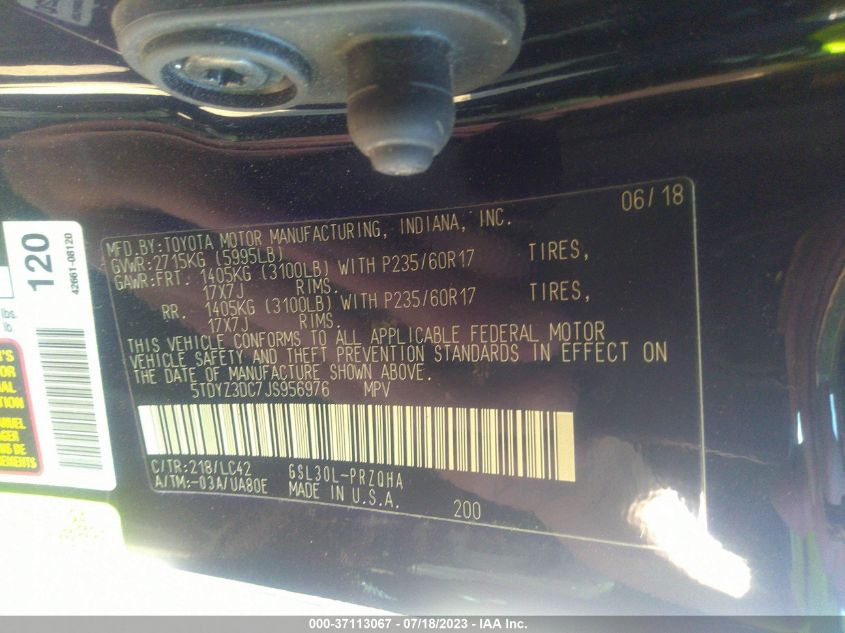 06/18
MFD.BY:TOYOTA MOTOR MANUFACTURING, INDIANA, INC.
GVWR:2715KG (5995LB)
GAWR:FRT. 1405KG (3100LB) WITH P235/60R17 TIRES,
17X7J RIMS.
RR. 1405KG (3100LB) WITH P235/60R17 TIRES,
17X7J RIMS.
THIS VEHICLE CONFORMS TO ALL APPLICABLE FEDERAL MOTOR
VEHICLE SAFETY AND THEFT PREVENTION STANDARDS IN EFFECT ON
THE DATE OF MANUFACTURE SHOWN ABOVE.
5TDYZ3DC7JS956976 MPV
C/TR:218/LC42 GSL30L-PRZQHA
A/TM:-03A/UA80E MADE IN U.S.A.
200
120
42661-08120
lbs.
lb
000-37113067 - 07/18/2023 - IAA Inc.